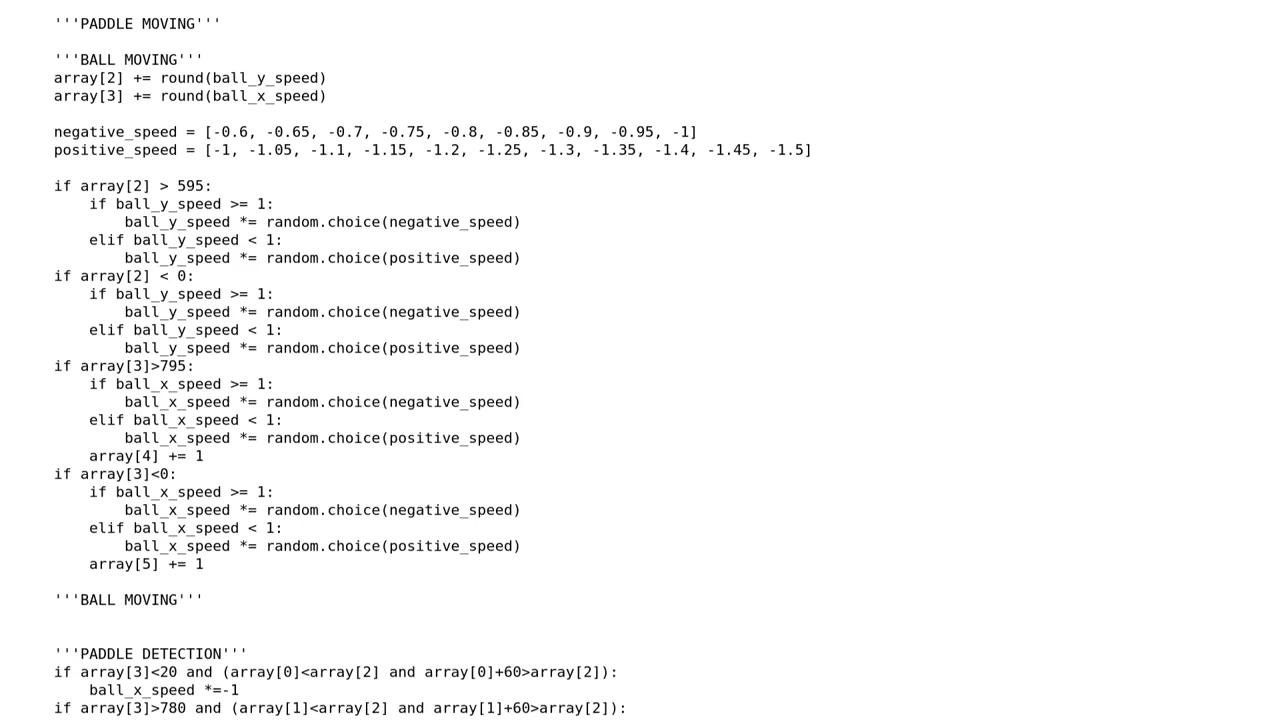 '''PADDLE MOVING'''
'''BALL MOVING'''
array[2] += round(ball_y_speed)
array[3] += round(ball_x_speed)
negative_speed = [-0.6, -0.65, -0.7, -0.75, -0.8, -0.85, -0.9, -0.95, -1]
positive_speed = [-1, -1.05, -1.1, -1.15, -1.2, -1.25, -1.3, -1.35, -1.4, -1.45, -1.5]
if array[2] > 595:
    if ball_y_speed >= 1:
        ball_y_speed *= random.choice(negative_speed)
    elif ball_y_speed < 1:
        ball_y_speed *= random.choice(positive_speed)
if array[2] < 0:
    if ball_y_speed >= 1:
        ball_y_speed *= random.choice(negative_speed)
    elif ball_y_speed < 1:
        ball_y_speed *= random.choice(positive_speed)
if array[3]>795:
    if ball_x_speed >= 1:
        ball_x_speed *= random.choice(negative_speed)
    elif ball_x_speed < 1:
        ball_x_speed *= random.choice(positive_speed)
    array[4] += 1
if array[3]<0:
    if ball_x_speed >= 1:
        ball_x_speed *= random.choice(negative_speed)
    elif ball_x_speed < 1:
        ball_x_speed *= random.choice(positive_speed)
    array[5] += 1
'''BALL MOVING'''
'''PADDLE DETECTION'''
if array[3]<20 and (array[0]<array[2] and array[0]+60>array[2]):
    ball_x_speed *=-1
if array[3]>780 and (array[1]<array[2] and array[1]+60>array[2]):